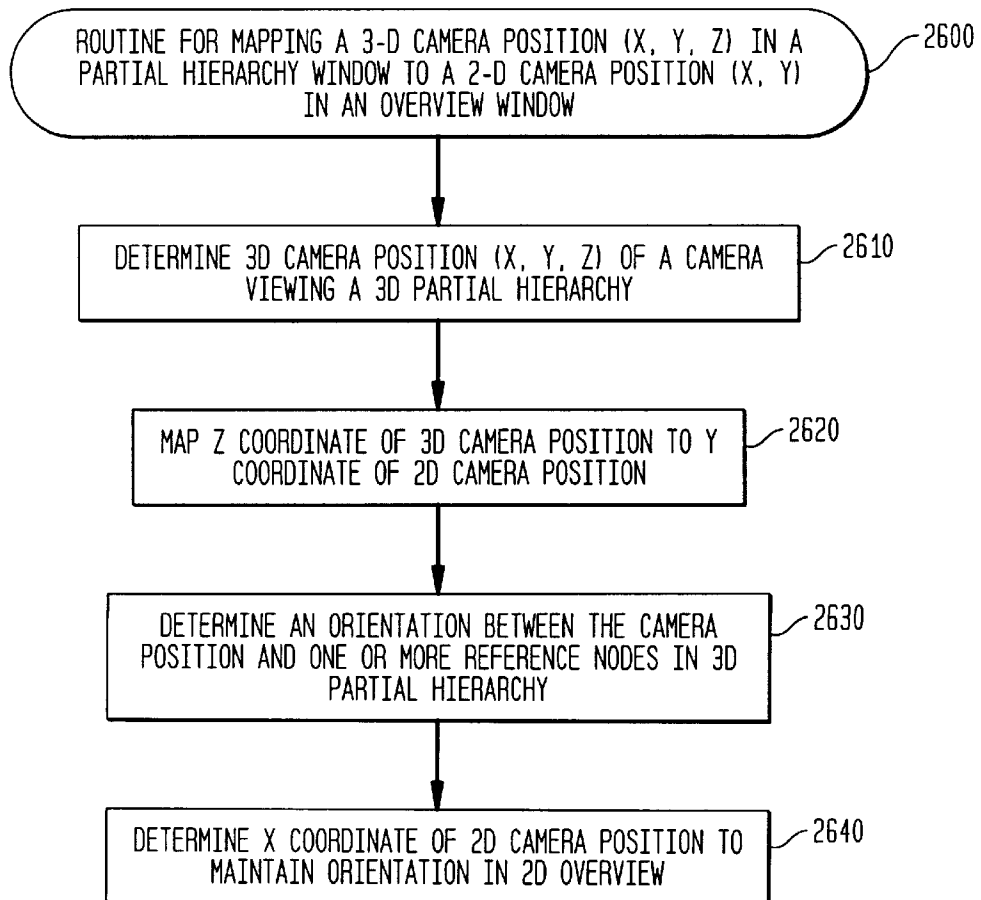 ROUTINE FOR MAPPING A 3-D CAMERA POSITION (X, Y, Z) IN A
PARTIAL HIERARCHY WINDOW TO A 2-D CAMERA POSITION (X, Y)
IN AN OVERVIEW WINDOW
2600
DETERMINE 3D CAMERA POSITION (X, Y, Z) OF A CAMERA
VIEWING A 3D PARTIAL HIERARCHY
2610
MAP Z COORDINATE OF 3D CAMERA POSITION TO Y
COORDINATE OF 2D CAMERA POSITION
2620
DETERMINE AN ORIENTATION BETWEEN THE CAMERA
POSITION AND ONE OR MORE REFERENCE NODES IN 3D
PARTIAL HIERARCHY
2630
DETERMINE X COORDINATE OF 2D CAMERA POSITION TO
MAINTAIN ORIENTATION IN 2D OVERVIEW
2640